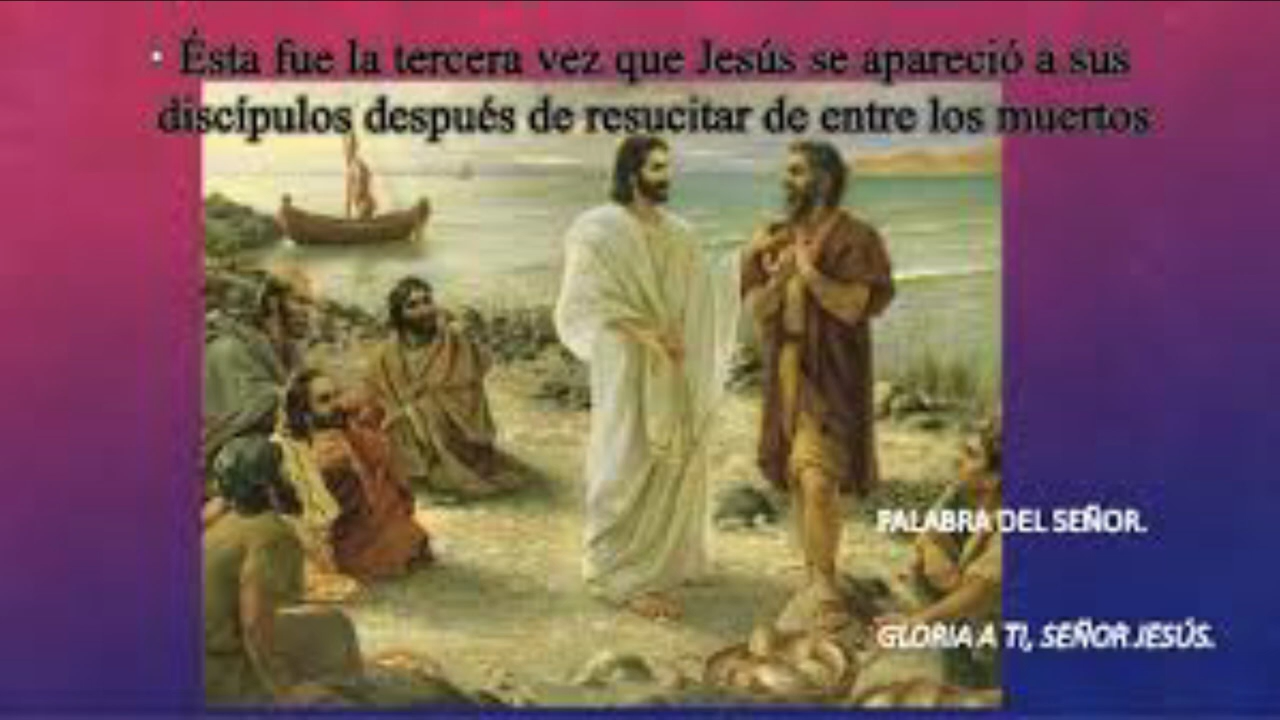 • Ésta fue la tercera vez que Jesús se apareció a sus
discípulos después de resucitar de entre los muertos
PALABRA DEL SEÑOR.
GLORIA A TI, SEÑOR JESÚS.